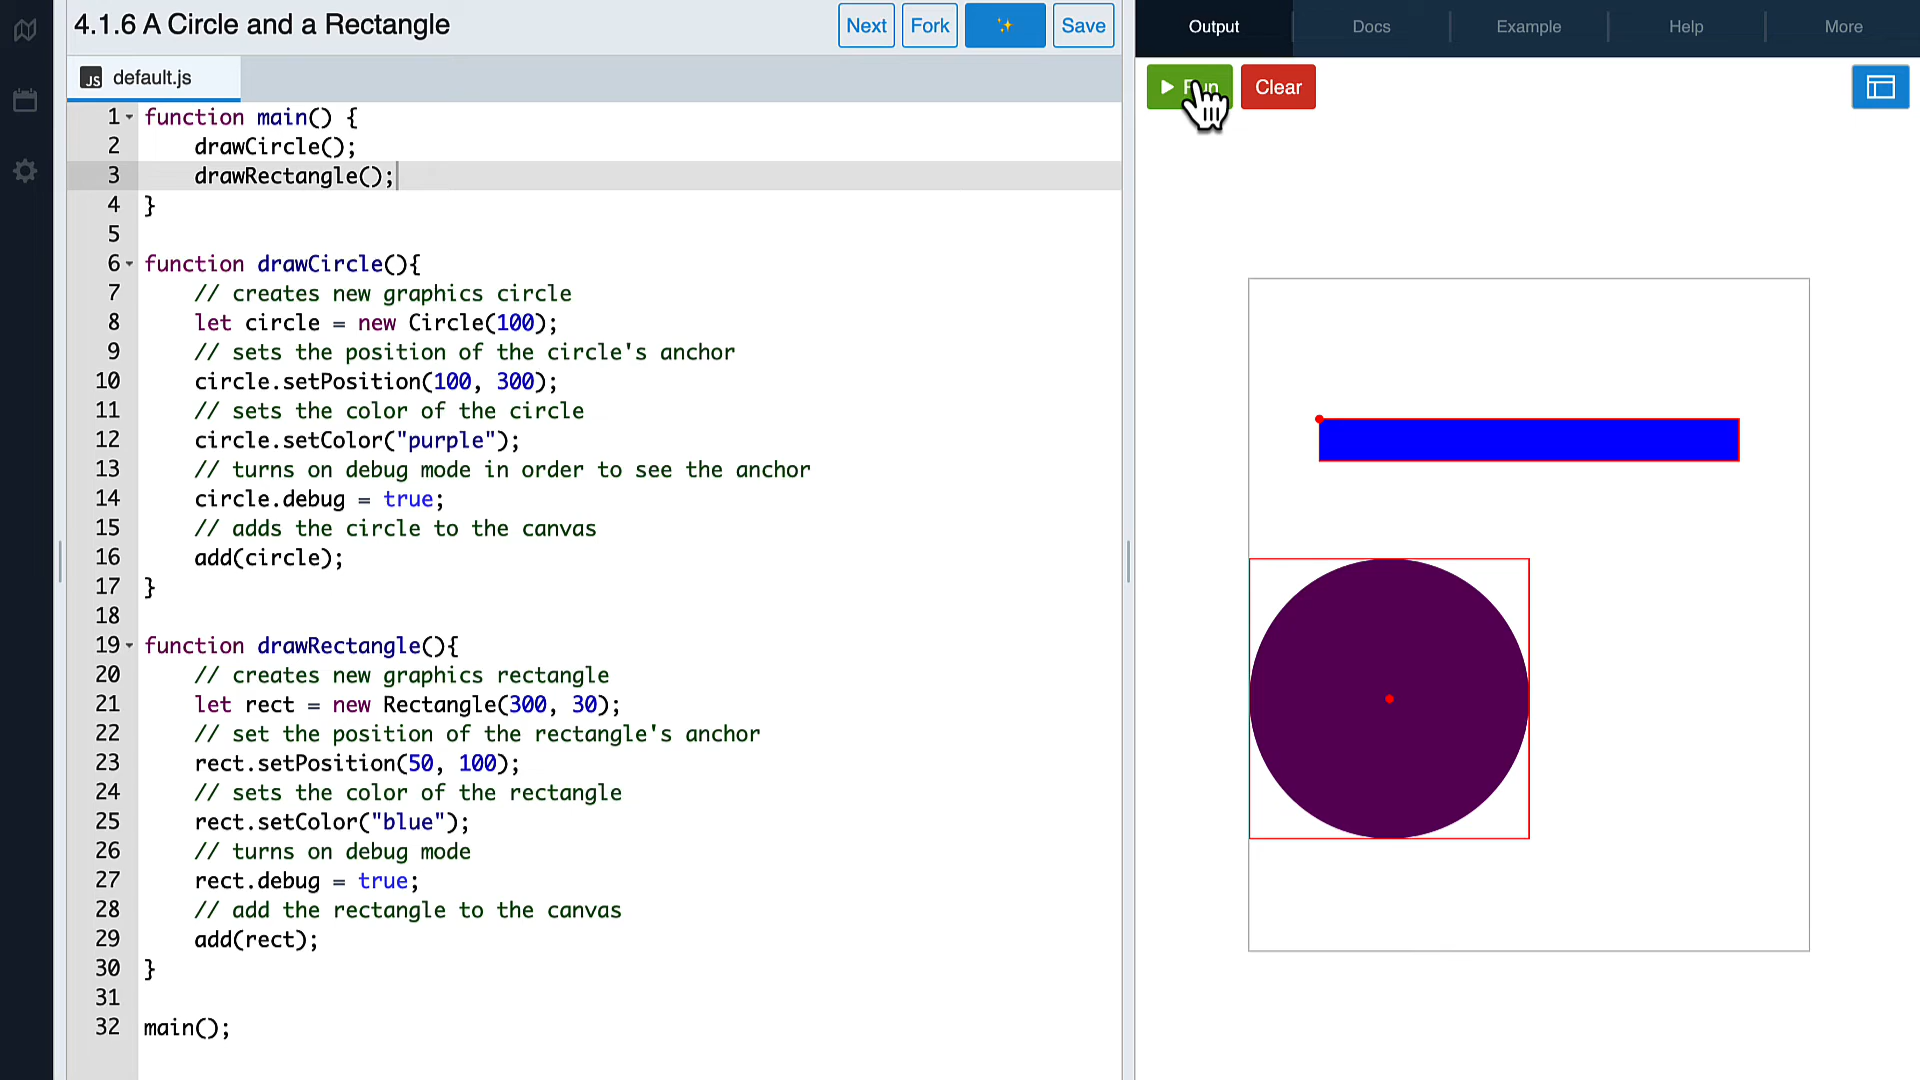 4.1.6 A Circle and a Rectangle
Next
Fork
Save
JS default.js
1 function main() {
2     drawCircle();
3     drawRectangle();
4 }
5
6 function drawCircle(){
7     // creates new graphics circle
8     let circle = new Circle(100);
9     // sets the position of the circle's anchor
10     circle.setPosition(100, 300);
11     // sets the color of the circle
12     circle.setColor("purple");
13     // turns on debug mode in order to see the anchor
14     circle.debug = true;
15     // adds the circle to the canvas
16     add(circle);
17 }
18
19 function drawRectangle(){
20     // creates new graphics rectangle
21     let rect = new Rectangle(300, 30);
22     // set the position of the rectangle's anchor
23     rect.setPosition(50, 100);
24     // sets the color of the rectangle
25     rect.setColor("blue");
26     // turns on debug mode
27     rect.debug = true;
28     // add the rectangle to the canvas
29     add(rect);
30 }
31
32 main();
Output
Docs
Example
Help
More
Run
Clear